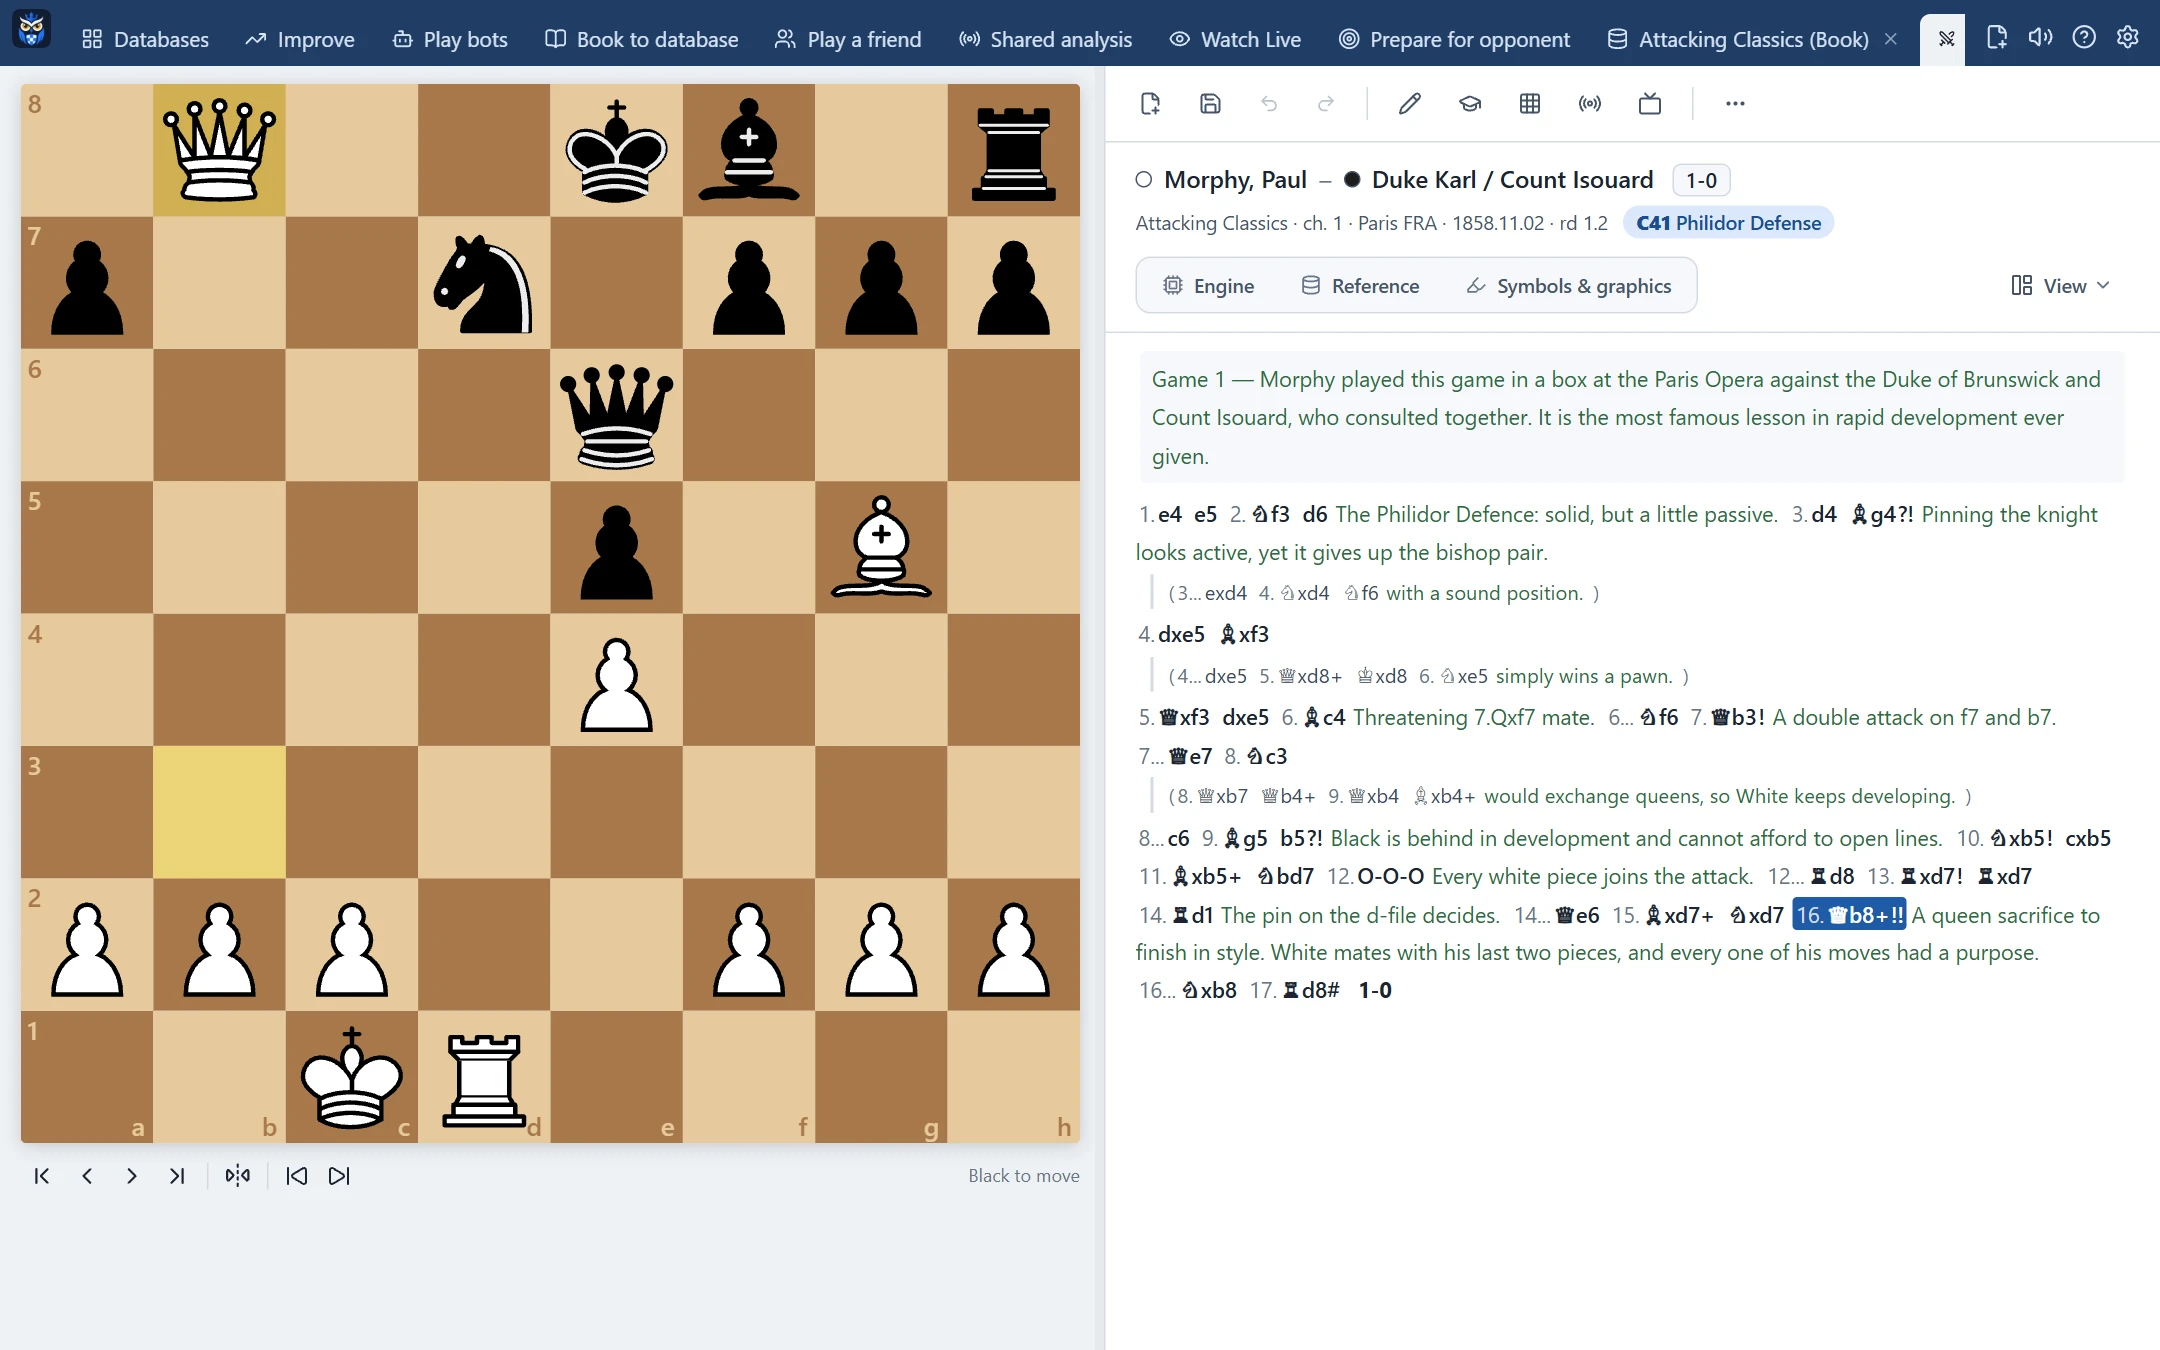 Databases Improve Play bots Book to database Play a friend Shared analysis Watch Live Prepare for opponent Attacking Classics (Book)
8
7
6
5
4
3
2
1
a b c d e f g h
Black to move
Morphy, Paul – Duke Karl / Count Isouard 1-0
Attacking Classics · ch. 1 · Paris FRA · 1858.11.02 · rd 1.2 C41 Philidor Defense
Engine Reference Symbols & graphics View
Game 1 — Morphy played this game in a box at the Paris Opera against the Duke of Brunswick and
Count Isouard, who consulted together. It is the most famous lesson in rapid development ever
given.
1. e4 e5 2. ♘f3 d6 The Philidor Defence: solid, but a little passive. 3. d4 ♗g4?! Pinning the knight
looks active, yet it gives up the bishop pair.
( 3... exd4 4. ♘xd4 ♘f6 with a sound position. )
4. dxe5 ♗xf3
( 4... dxe5 5. ♕xd8+ ♔xd8 6. ♘xe5 simply wins a pawn. )
5. ♕xf3 dxe5 6. ♗c4 Threatening 7.Qxf7 mate. 6... ♘f6 7. ♕b3! A double attack on f7 and b7.
7... ♕e7 8. ♘c3
( 8. ♕xb7 ♕b4+ 9. ♕xb4 ♗xb4+ would exchange queens, so White keeps developing. )
8... c6 9. ♗g5 b5?! Black is behind in development and cannot afford to open lines. 10. ♘xb5! cxb5
11. ♗xb5+ ♘bd7 12. O-O-O Every white piece joins the attack. 12... ♖d8 13. ♖xd7! ♖xd7
14. ♖d1 The pin on the d-file decides. 14... ♕e6 15. ♗xd7+ ♘xd7 16. ♕b8+!! A queen sacrifice to
finish in style. White mates with his last two pieces, and every one of his moves had a purpose.
16... ♘xb8 17. ♖d8# 1-0